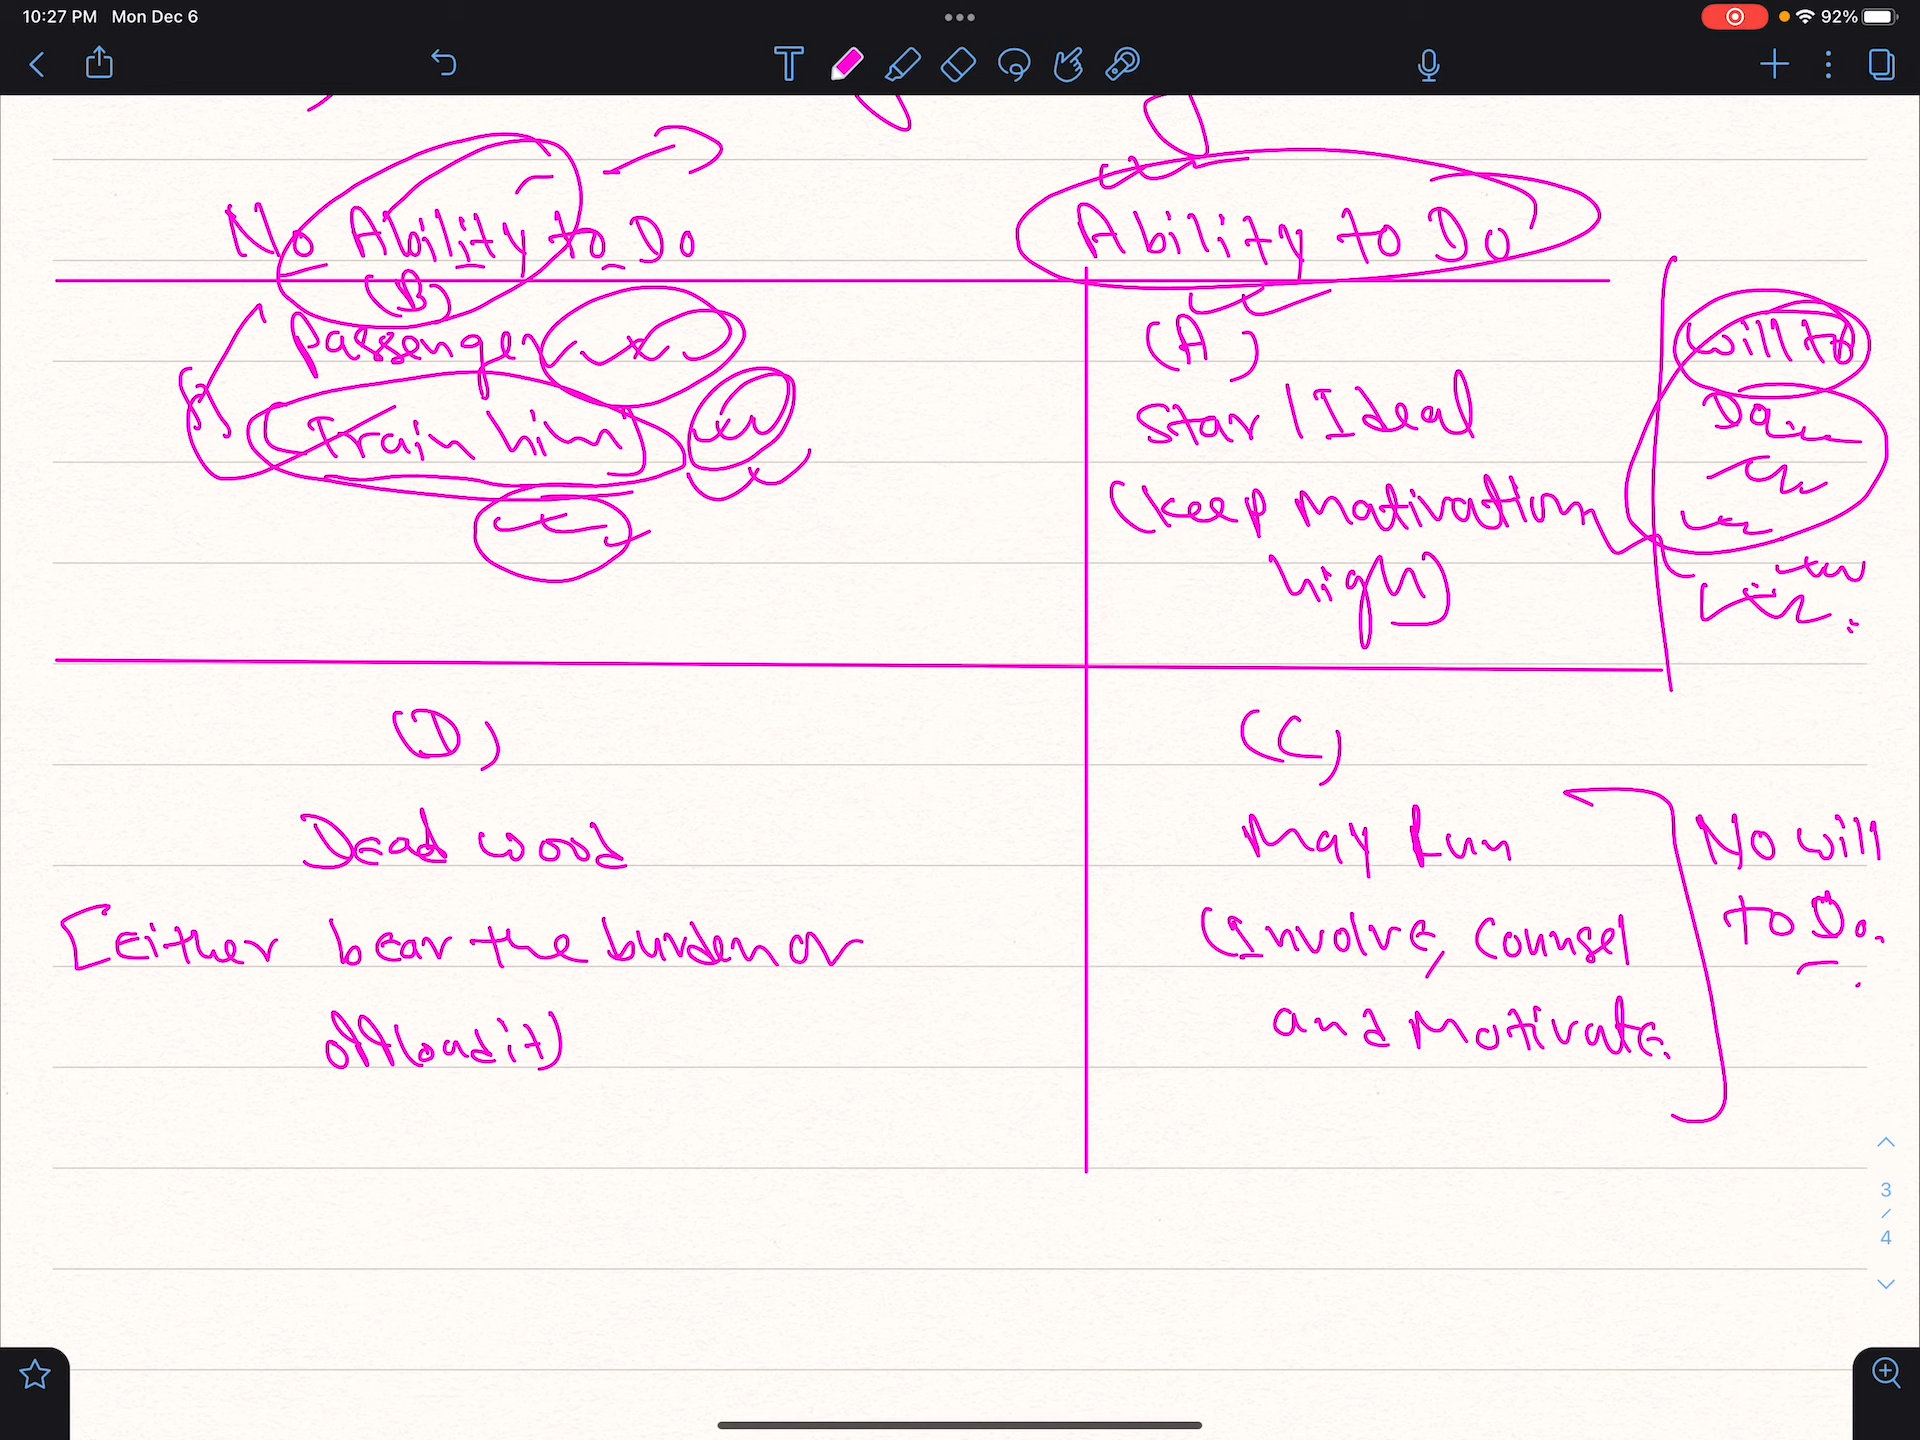 10:27 PM Mon Dec 6
92%
No Ability to Do
Ability to Do
(B)
Passenger
(Train him)
(A)
Star / Ideal
(Keep Motivation
high)
will to
Do
(D)
Dead wood
[Either bear the burden or
offload it)
(C)
May Run
(Involve, Counsel
and Motivate.
No will
to Do.
3
/
4